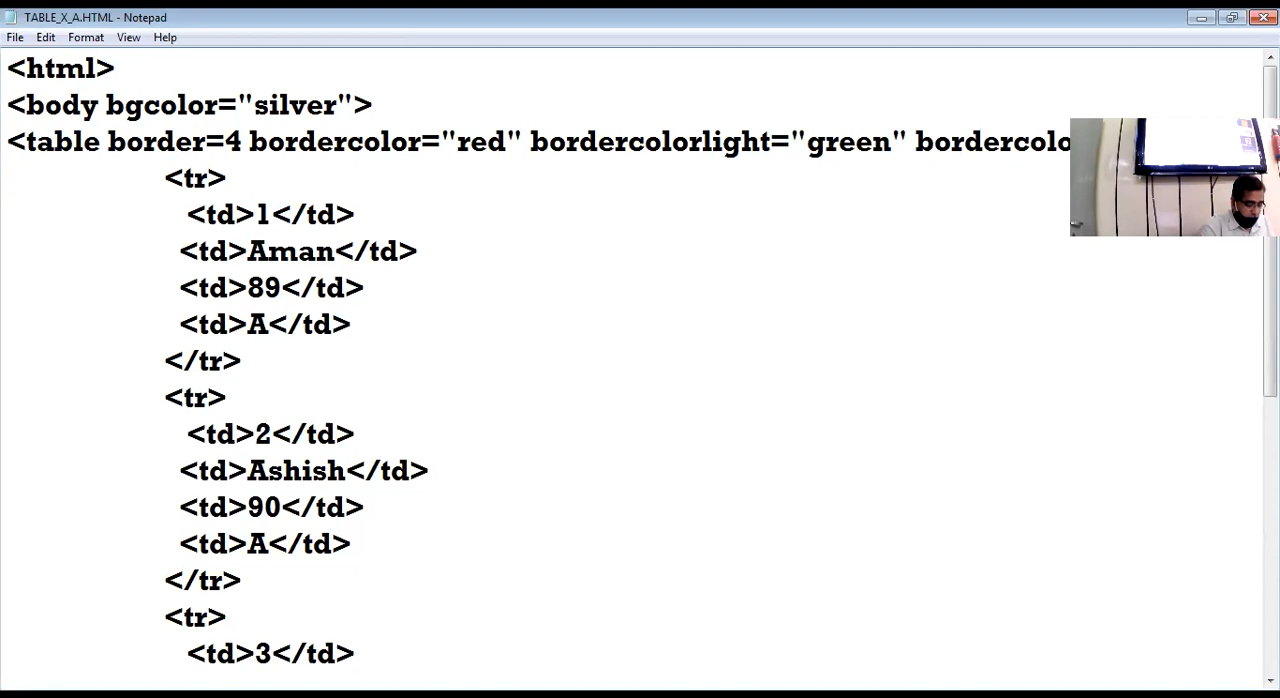 TABLE_X_A.HTML - Notepad
File Edit Format View Help
<html>
<body bgcolor="silver">
<table border=4 bordercolor="red" bordercolorlight="green" bordercolo
<tr>
<td>1</td>
<td>Aman</td>
<td>89</td>
<td>A</td>
</tr>
<tr>
<td>2</td>
<td>Ashish</td>
<td>90</td>
<td>A</td>
</tr>
<tr>
<td>3</td>